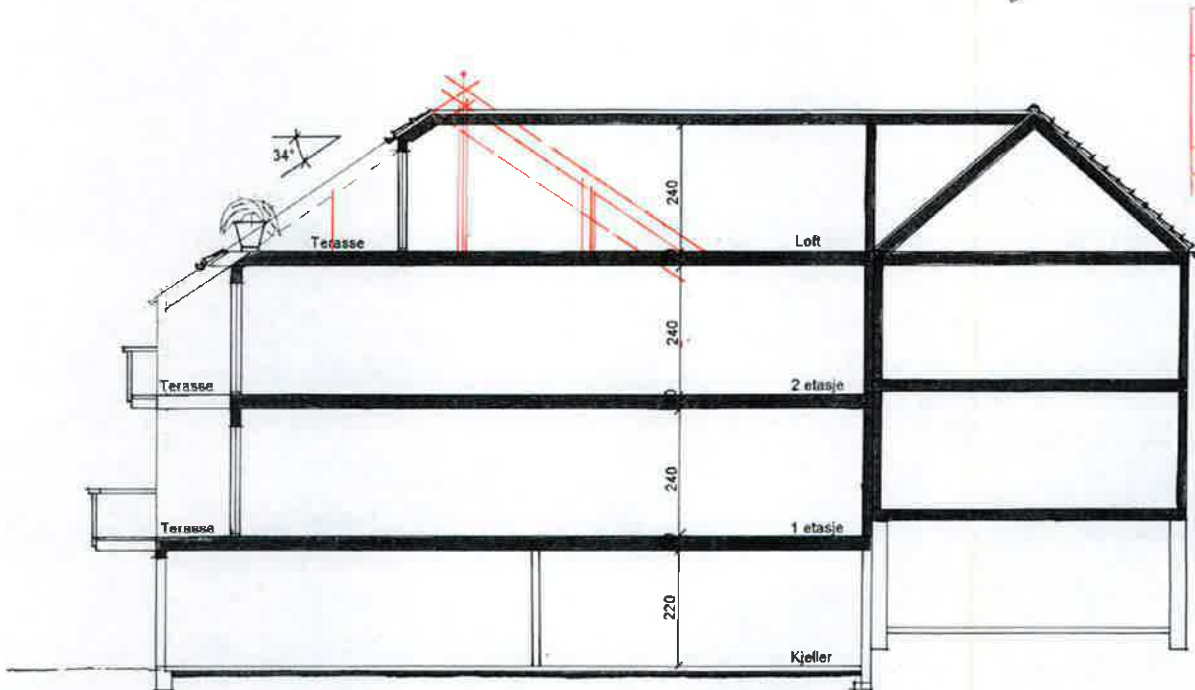 34°
240
Terasse
Loft
240
Terasse
2 etasje
240
Terasse
1 etasje
220
Kjeller